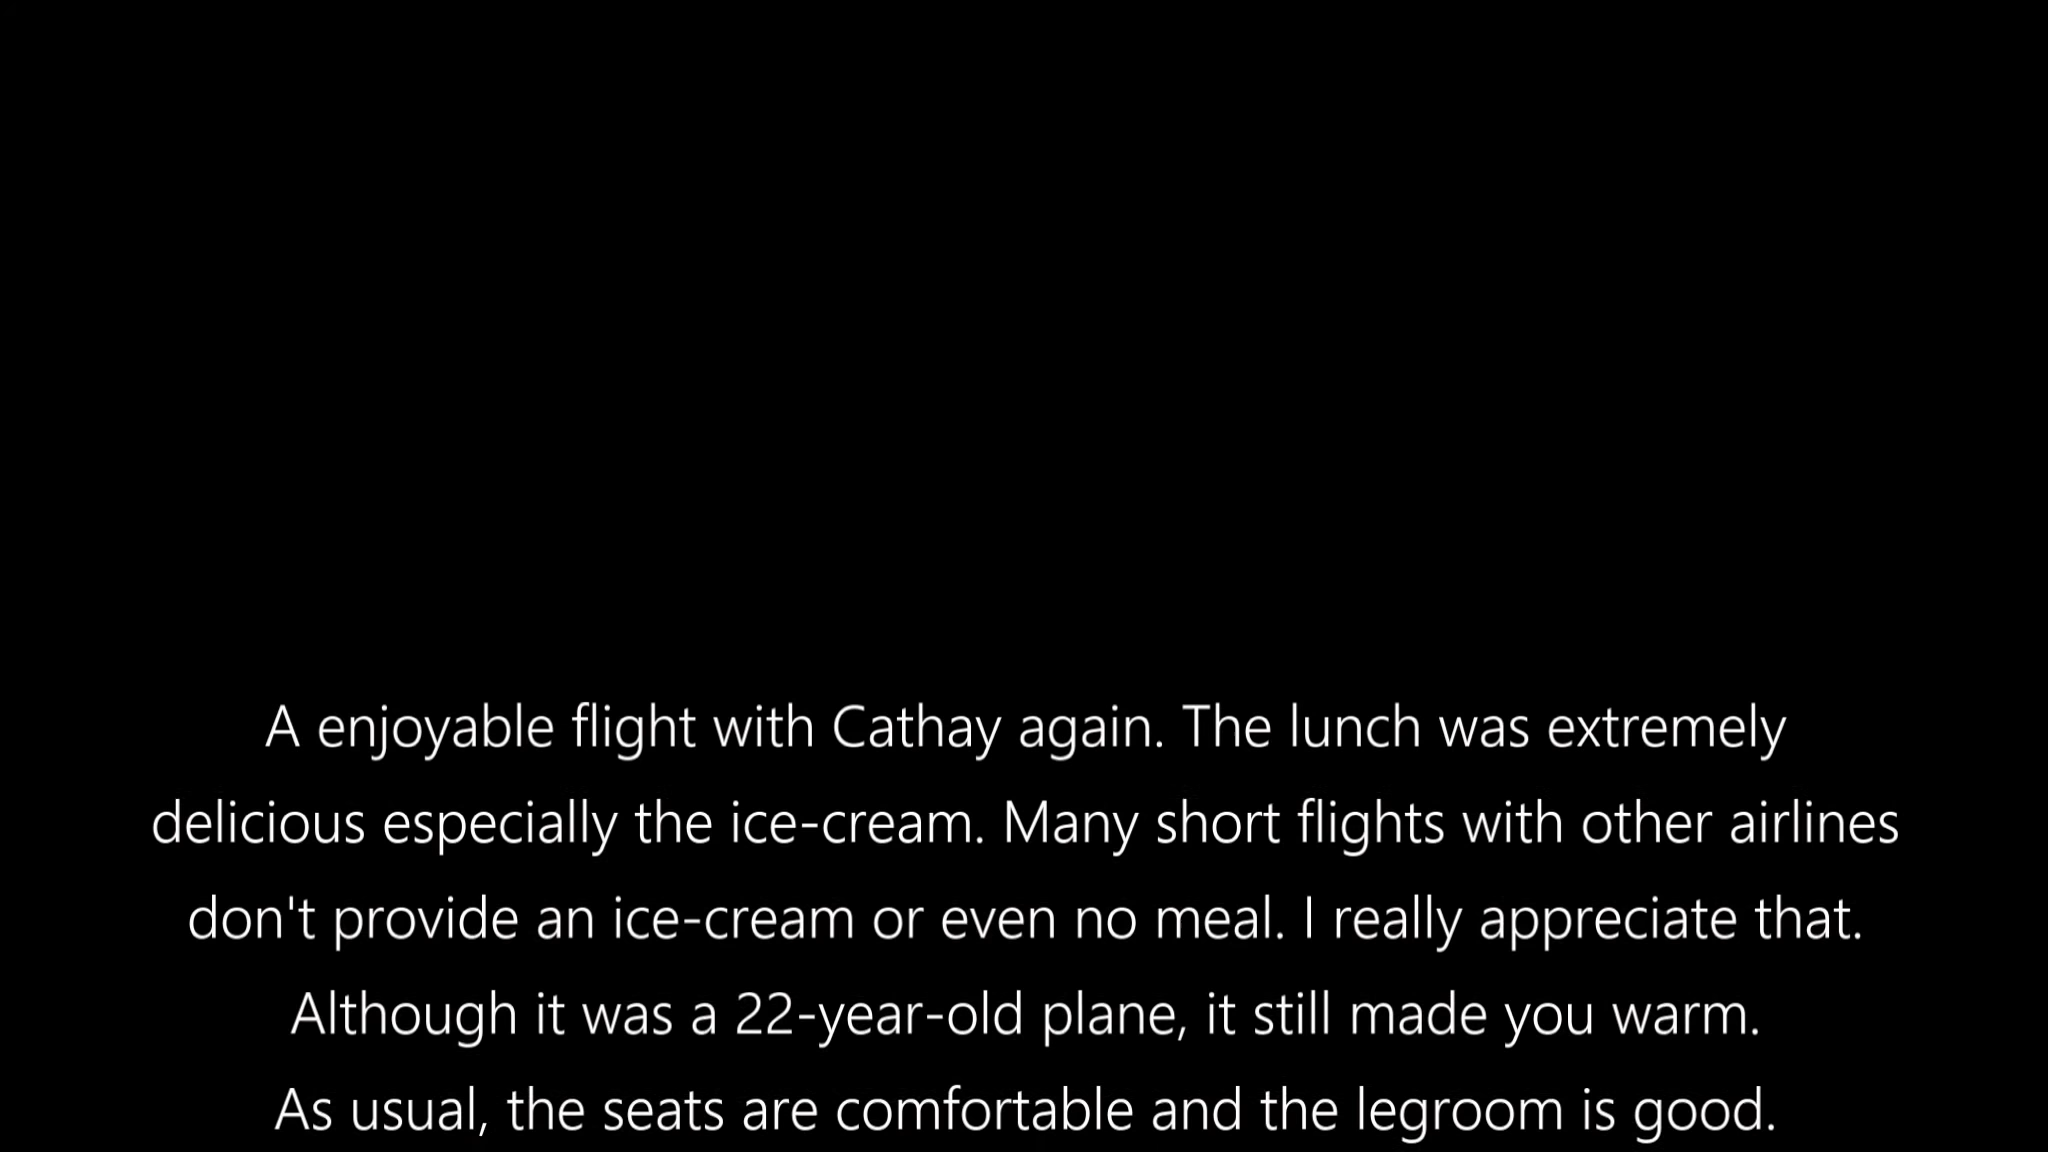 A enjoyable flight with Cathay again. The lunch was extremely
delicious especially the ice-cream. Many short flights with other airlines
don't provide an ice-cream or even no meal. I really appreciate that.
Although it was a 22-year-old plane, it still made you warm.
As usual, the seats are comfortable and the legroom is good.